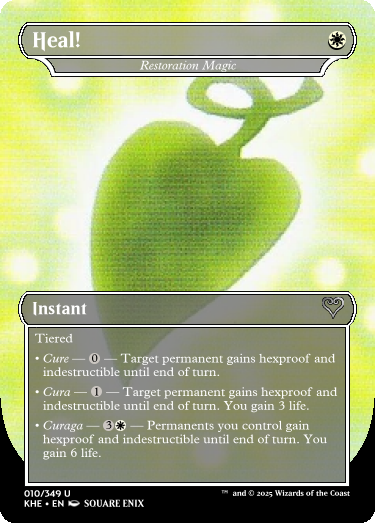 Heal!
Restoration Magic
Instant
Tiered
• Cure — 0 — Target permanent gains hexproof and
indestructible until end of turn.
• Cura — 1 — Target permanent gains hexproof and
indestructible until end of turn. You gain 3 life.
• Curaga — 3 — Permanents you control gain
hexproof and indestructible until end of turn. You
gain 6 life.
010/349 U
KHE • EN SQUARE ENIX
™ and © 2025 Wizards of the Coast